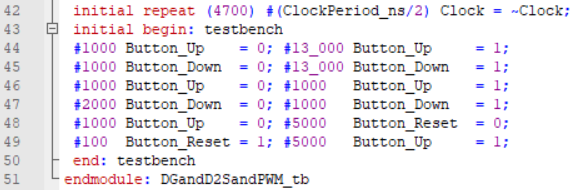 42 initial repeat (4700) #(ClockPeriod_ns/2) Clock = ~Clock;
43 initial begin: testbench
44 #1000 Button_Up = 0; #13_000 Button_Up = 1;
45 #1000 Button_Down = 0; #13_000 Button_Down = 1;
46 #1000 Button_Up = 0; #1000 Button_Up = 1;
47 #2000 Button_Down = 0; #1000 Button_Down = 1;
48 #1000 Button_Up = 0; #5000 Button_Reset = 0;
49 #100 Button_Reset = 1; #5000 Button_Up = 1;
50 end: testbench
51 endmodule: DGandD2SandPWM_tb